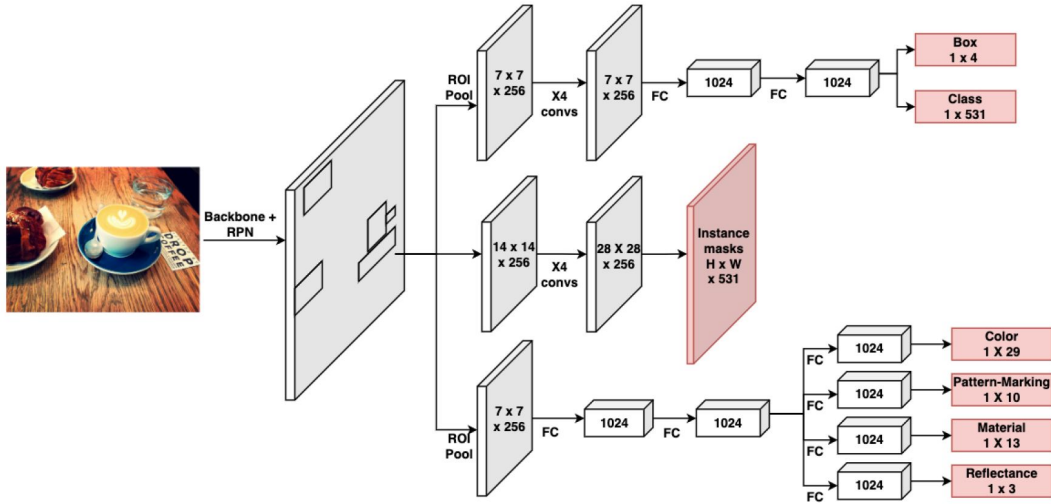 Backbone +
RPN
DROP
COFFEE
ROI
Pool
7 x 7
x 256
X4
convs
7 x 7
x 256
FC
1024
FC
1024
Box
1 x 4
Class
1 x 531
14 x 14
x 256
X4
convs
28 X 28
x 256
Instance
masks
H x W
x 531
ROI
Pool
7 x 7
x 256
FC
1024
FC
1024
FC
1024
Color
1 X 29
FC
1024
Pattern-Marking
1 X 10
FC
1024
Material
1 X 13
FC
1024
Reflectance
1 x 3